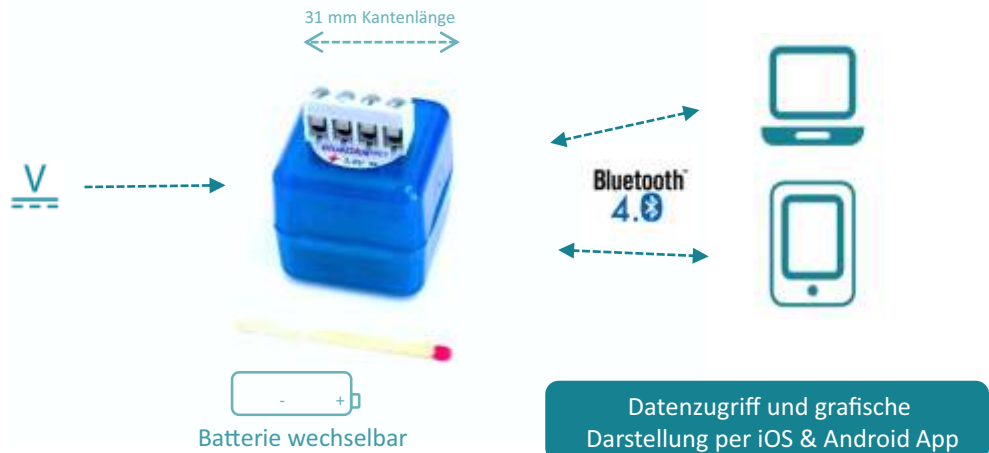 31 mm Kantenlänge
V
Bluetooth
4.0
- +
Batterie wechselbar
Datenzugriff und grafische
Darstellung per iOS & Android App